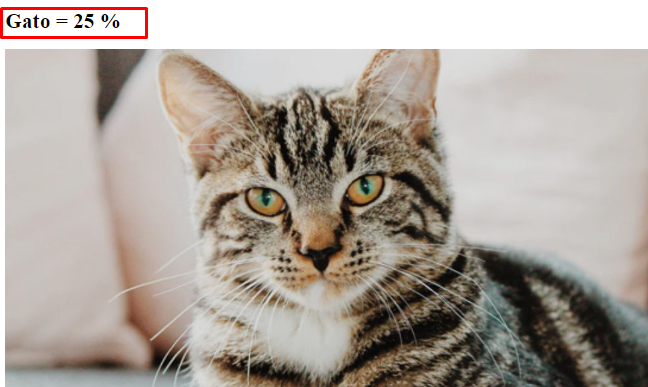 Gato = 25 %